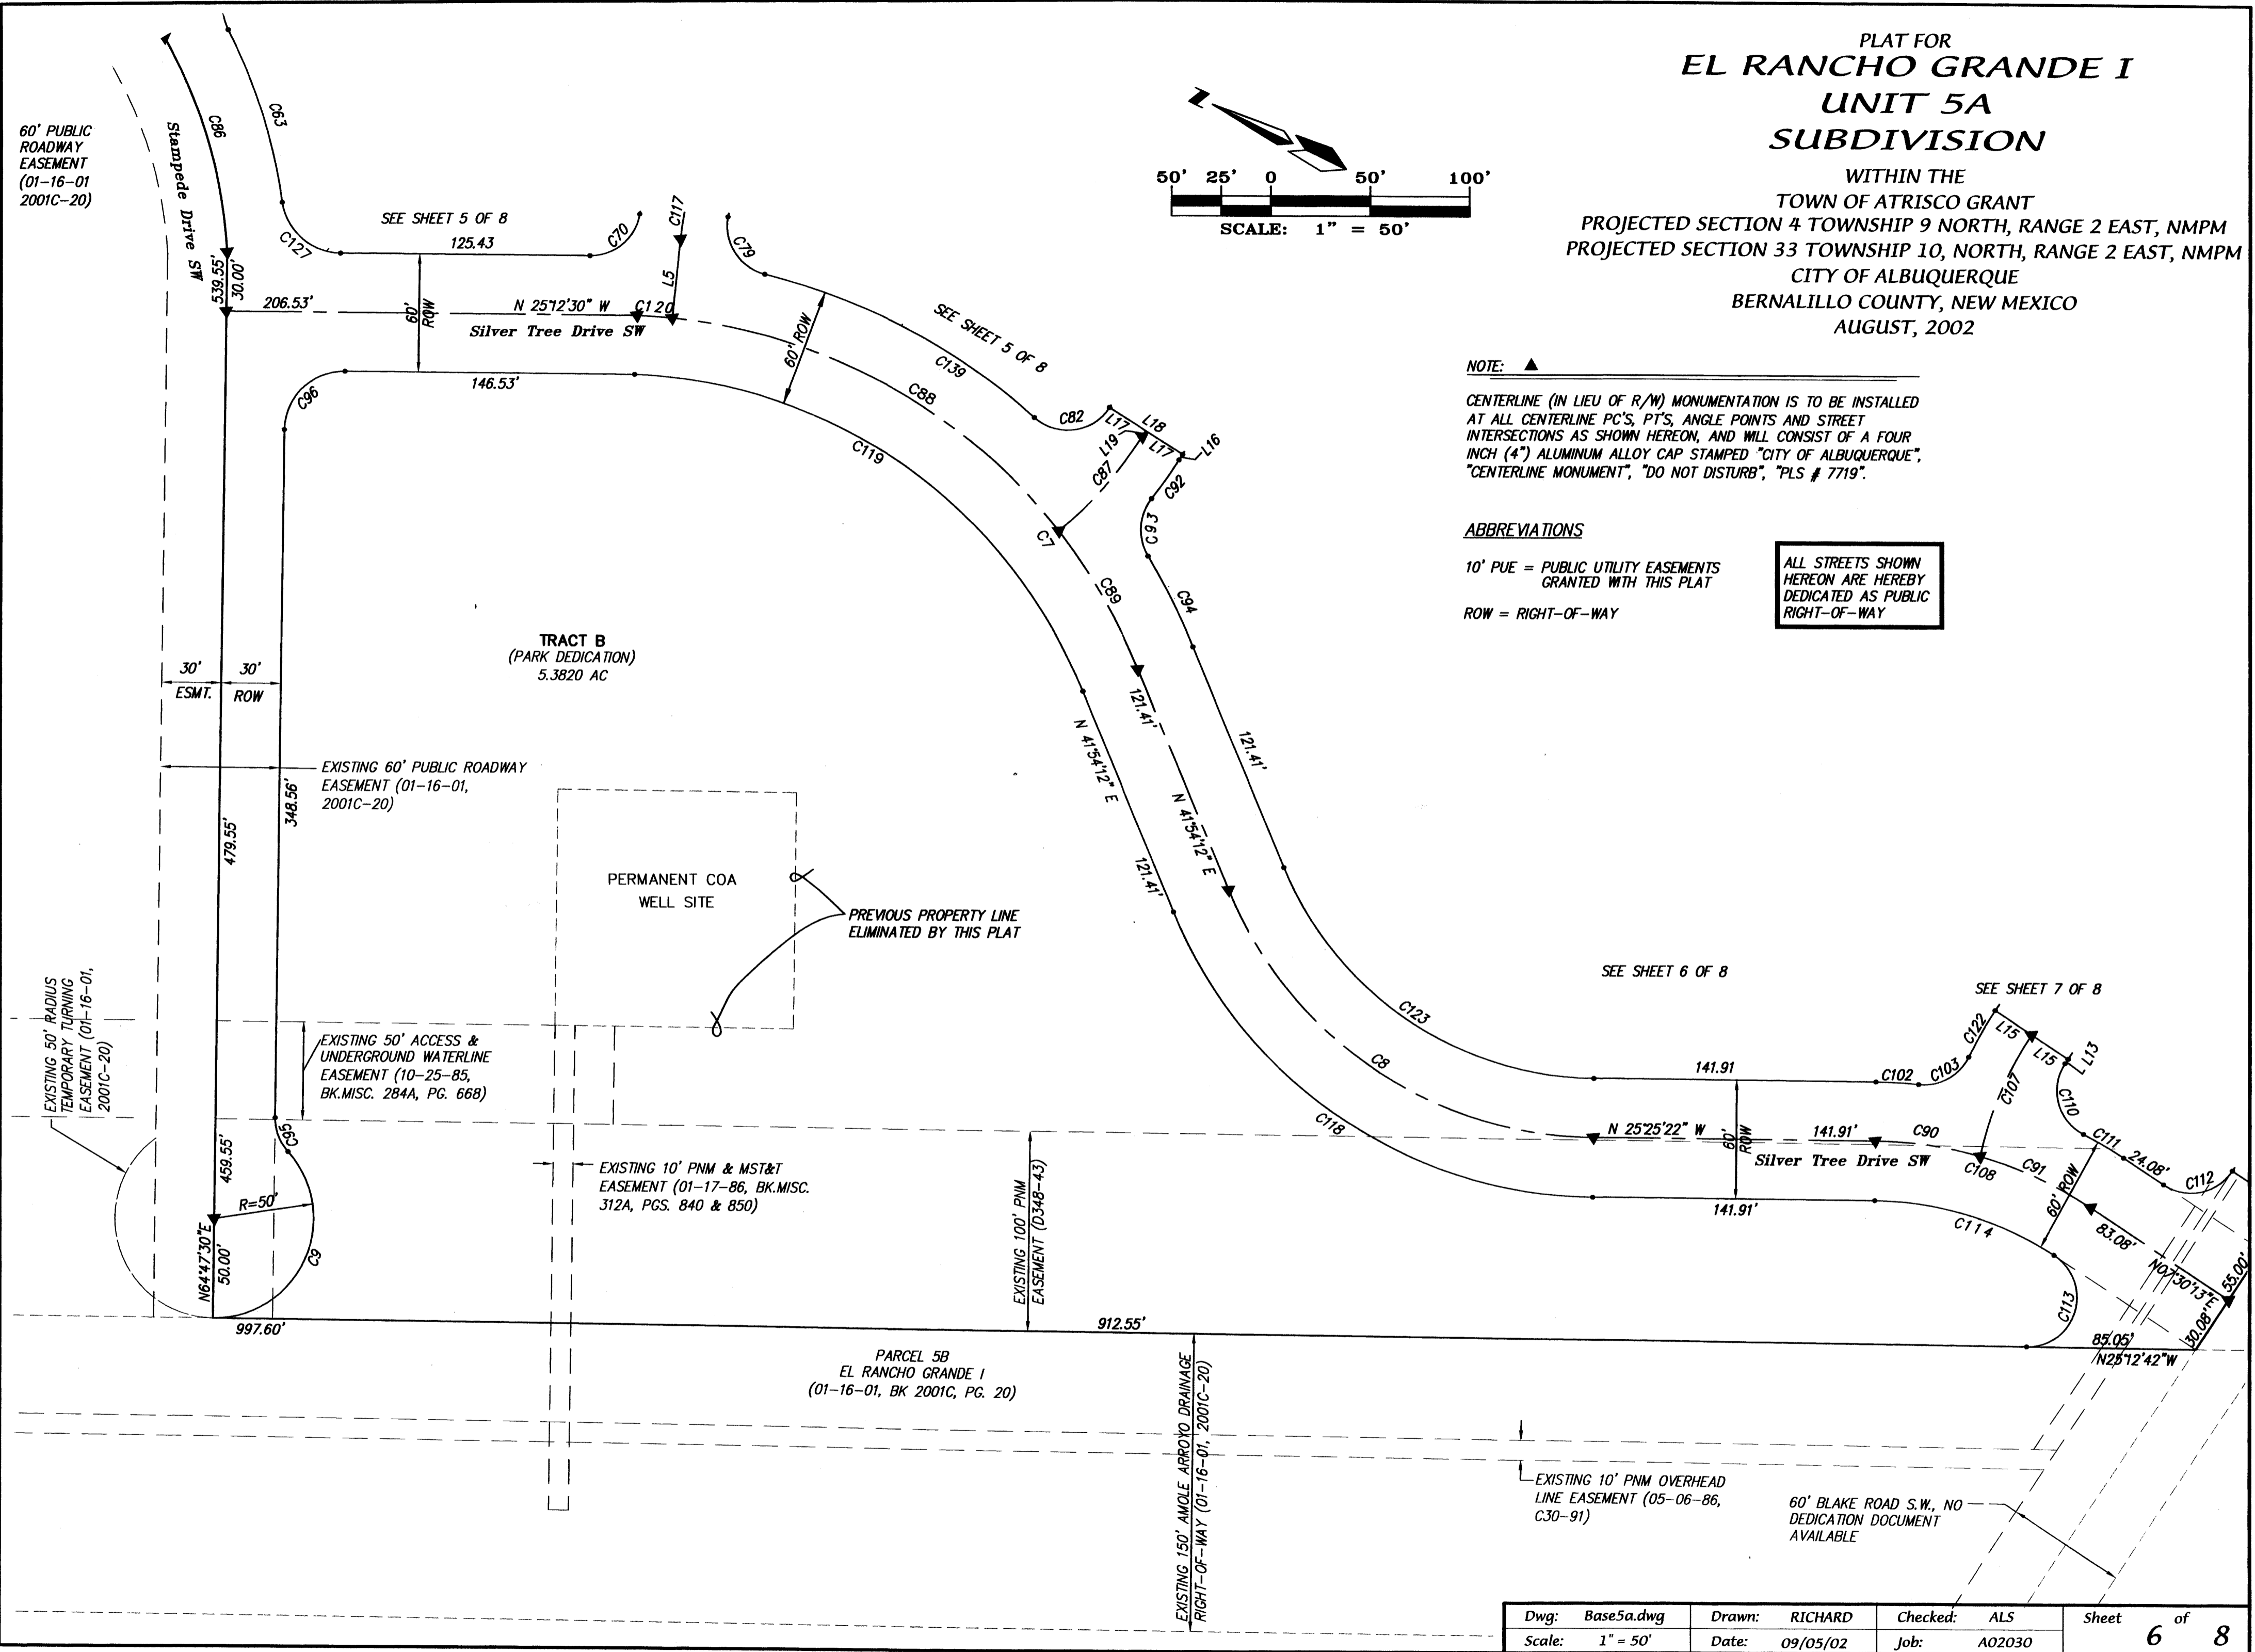 PLAT FOR
EL RANCHO GRANDE I
UNIT 5A
SUBDIVISION
WITHIN THE
TOWN OF ATRISCO GRANT
PROJECTED SECTION 4 TOWNSHIP 9 NORTH, RANGE 2 EAST, NMPM
PROJECTED SECTION 33 TOWNSHIP 10, NORTH, RANGE 2 EAST, NMPM
CITY OF ALBUQUERQUE
BERNALILLO COUNTY, NEW MEXICO
AUGUST, 2002
NOTE: ▲
CENTERLINE (IN LIEU OF R/W) MONUMENTATION IS TO BE INSTALLED
AT ALL CENTERLINE PC'S, PT'S, ANGLE POINTS AND STREET
INTERSECTIONS AS SHOWN HEREON, AND WILL CONSIST OF A FOUR
INCH (4") ALUMINUM ALLOY CAP STAMPED "CITY OF ALBUQUERQUE",
"CENTERLINE MONUMENT", "DO NOT DISTURB", "PLS # 7719".
ABBREVIATIONS
10' PUE = PUBLIC UTILITY EASEMENTS
GRANTED WITH THIS PLAT
ROW = RIGHT-OF-WAY
ALL STREETS SHOWN
HEREON ARE HEREBY
DEDICATED AS PUBLIC
RIGHT-OF-WAY
Z
50' 25' 0 50' 100'
SCALE: 1" = 50'
60' PUBLIC
ROADWAY
EASEMENT
(01-16-01
2001C-20)
Stampede Drive SW
C86
C63
C127
SEE SHEET 5 OF 8
125.43
C70
C117
C79
L5
539.55'
30.00'
206.53'
60'
ROW
N 25°12'30" W
C120
Silver Tree Drive SW
146.53'
C96
60' ROW
SEE SHEET 5 OF 8
C139
C88
C119
C82
L17
L18
L19
L17
L16
C87
C92
C93
C7
C89
C94
TRACT B
(PARK DEDICATION)
5.3820 AC
30'
30'
ESMT.
ROW
EXISTING 60' PUBLIC ROADWAY
EASEMENT (01-16-01,
2001C-20)
348.56'
479.55'
121.41'
N 41°54'12" E
121.41'
N 41°54'12" E
121.41'
PERMANENT COA
WELL SITE
PREVIOUS PROPERTY LINE
ELIMINATED BY THIS PLAT
EXISTING 50' RADIUS
TEMPORARY TURNING
EASEMENT (01-16-01,
2001C-20)
EXISTING 50' ACCESS &
UNDERGROUND WATERLINE
EASEMENT (10-25-85,
BK.MISC. 284A, PG. 668)
C95
459.55'
R=50'
N64°47'30"E
50.00'
C9
EXISTING 10' PNM & MST&T
EASEMENT (01-17-86, BK.MISC.
312A, PGS. 840 & 850)
EXISTING 100' PNM
EASEMENT (D348-43)
SEE SHEET 6 OF 8
SEE SHEET 7 OF 8
C123
C8
C118
141.91
C102
C103
C122
L15
L15
L13
C107
C110
C111
24.08'
C112
N 25°25'22" W
60'
ROW
141.91'
C90
Silver Tree Drive SW
C108
C91
141.91'
60' ROW
C114
83.08'
N07°30'13"E
55.00'
C113
30.08'
85.05'
N25°12'42"W
997.60'
912.55'
PARCEL 5B
EL RANCHO GRANDE I
(01-16-01, BK 2001C, PG. 20)
EXISTING 150' AMOLE ARROYO DRAINAGE
RIGHT-OF-WAY (01-16-01, 2001C-20)
EXISTING 10' PNM OVERHEAD
LINE EASEMENT (05-06-86,
C30-91)
60' BLAKE ROAD S.W., NO
DEDICATION DOCUMENT
AVAILABLE
Dwg: Base5a.dwg Drawn: RICHARD Checked: ALS Sheet 6 of 8
Scale: 1" = 50' Date: 09/05/02 Job: A02030